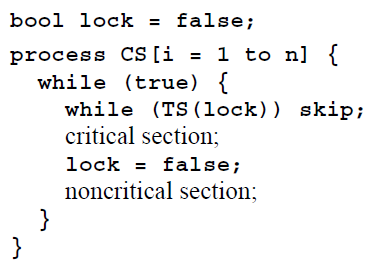 bool lock = false;
process CS[i = 1 to n] {
while (true) {
while (TS(lock)) skip;
critical section;
lock = false;
noncritical section;
}
}